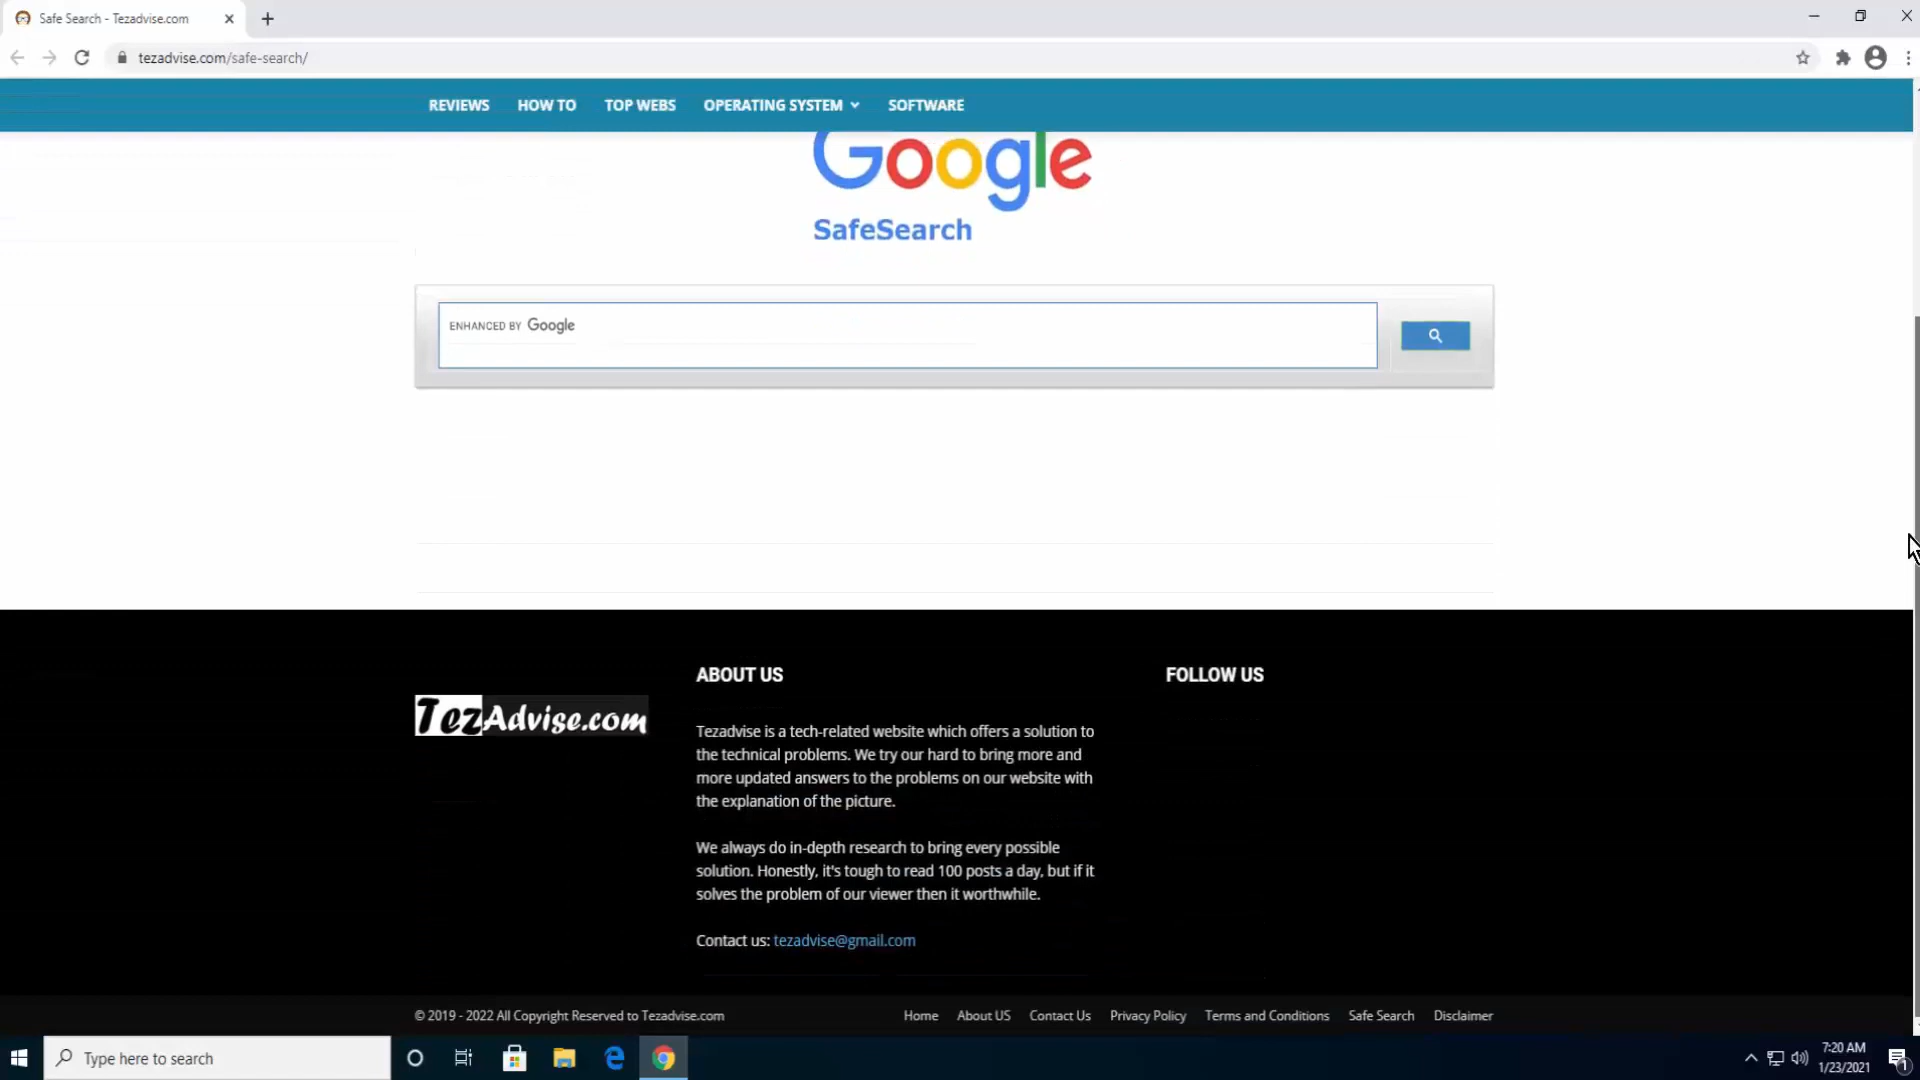 Safe Search - Tezadvise.com
tezadvise.com/safe-search/
REVIEWS HOW TO TOP WEBS OPERATING SYSTEM SOFTWARE
Google
SafeSearch
ENHANCED BY Google
TezAdvise.com
ABOUT US
Tezadvise is a tech-related website which offers a solution to
the technical problems. We try our hard to bring more and
more updated answers to the problems on our website with
the explanation of the picture.
We always do in-depth research to bring every possible
solution. Honestly, it's tough to read 100 posts a day, but if it
solves the problem of our viewer then it worthwhile.
Contact us: tezadvise@gmail.com
FOLLOW US
© 2019 - 2022 All Copyright Reserved to Tezadvise.com
Home About US Contact Us Privacy Policy Terms and Conditions Safe Search Disclaimer
Type here to search
7:20 AM
1/23/2021
1